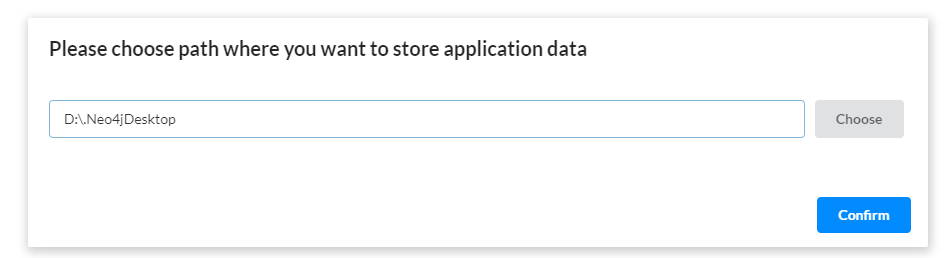 Please choose path where you want to store application data
D:\.Neo4jDesktop
Choose
Confirm